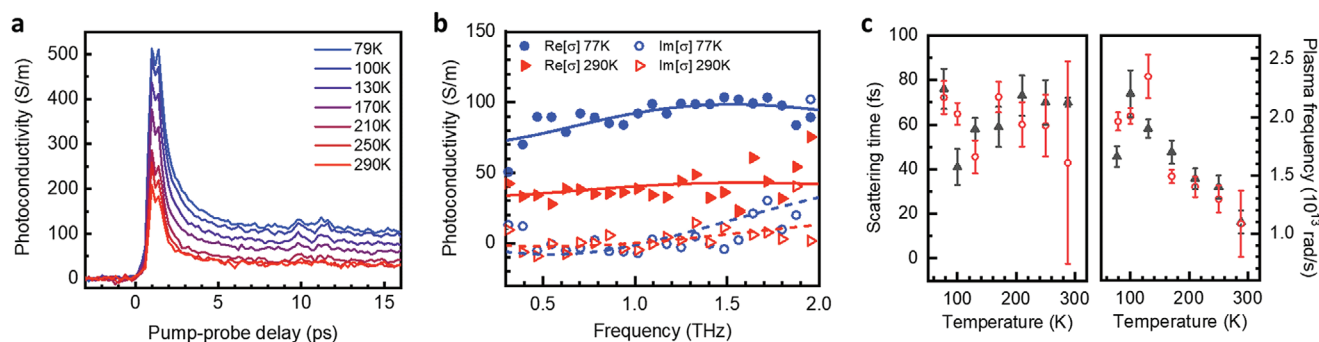 a
Photoconductivity (S/m)
500
400
300
200
100
0
79K
100K
130K
170K
210K
250K
290K
0
5
10
15
Pump-probe delay (ps)
b
Photoconductivity (S/m)
150
100
50
0
Re[σ] 77K
Im[σ] 77K
Re[σ] 290K
Im[σ] 290K
0.5
1.0
1.5
2.0
Frequency (THz)
c
Scattering time (fs)
100
80
60
40
20
0
100
200
300
Temperature (K)
100
200
300
Temperature (K)
2.5
2.0
1.5
1.0
Plasma frequency (10¹³ rad/s)